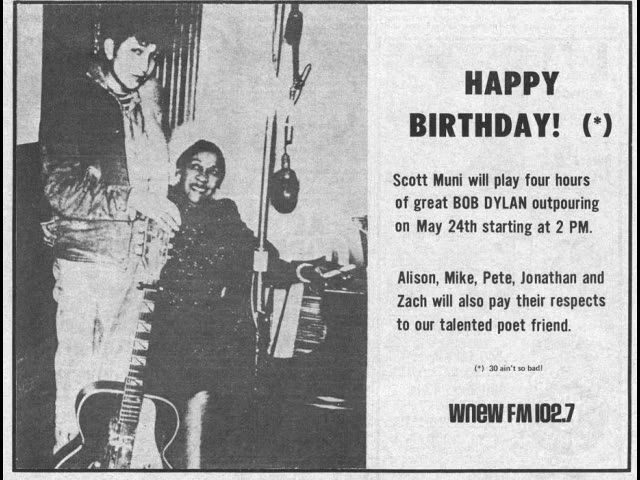 HAPPY
BIRTHDAY! (*)
Scott Muni will play four hours
of great BOB DYLAN outpouring
on May 24th starting at 2 PM.
Alison, Mike, Pete, Jonathan and
Zach will also pay their respects
to our talented poet friend.
(*) 30 ain't so bad!
WNEW FM 102.7